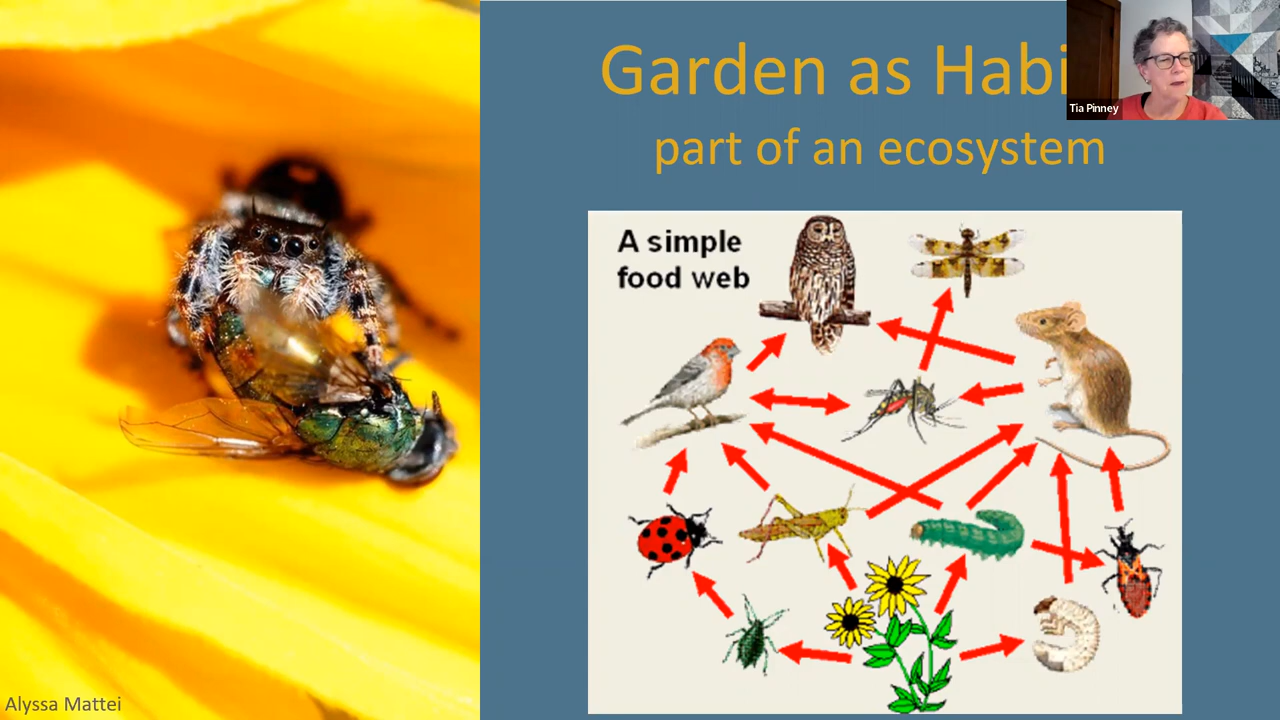 Garden as Habi
part of an ecosystem
Tia Pinney
A simple
food web
Alyssa Mattei